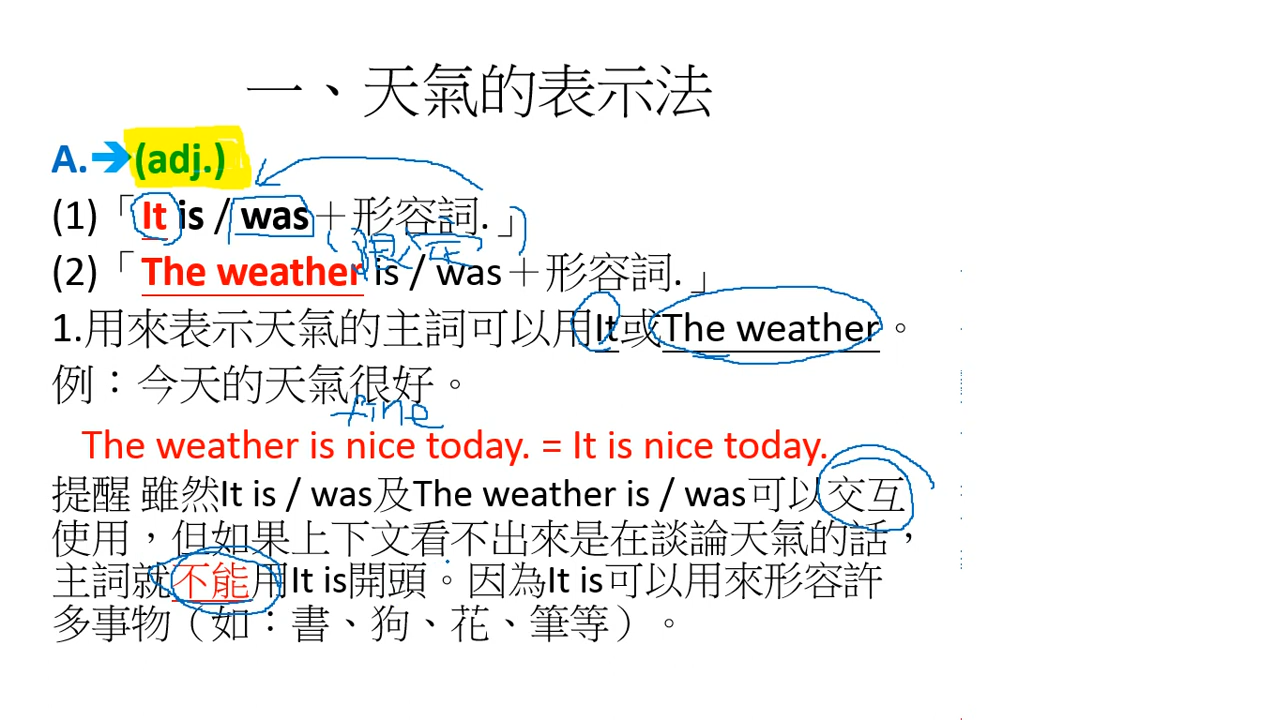 一、天氣的表示法
A.➔(adj.)
(1)「It is / was＋形容詞.」
(限定)
(2)「The weather is / was＋形容詞.」
1.用來表示天氣的主詞可以用It或The weather。
例：今天的天氣很好。
fine
The weather is nice today. = It is nice today.
提醒 雖然It is / was及The weather is / was可以交互
使用，但如果上下文看不出來是在談論天氣的話，
主詞就不能用It is開頭。因為It is可以用來形容許
多事物（如：書、狗、花、筆等）。